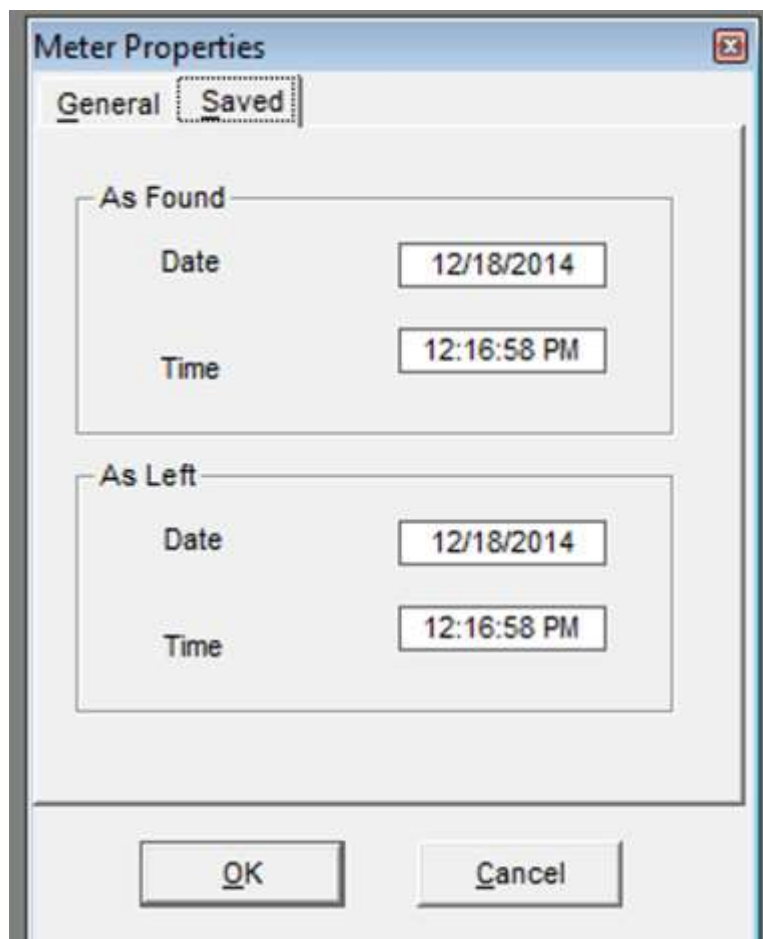 Meter Properties
General Saved
As Found
Date 12/18/2014
Time 12:16:58 PM
As Left
Date 12/18/2014
Time 12:16:58 PM
OK Cancel